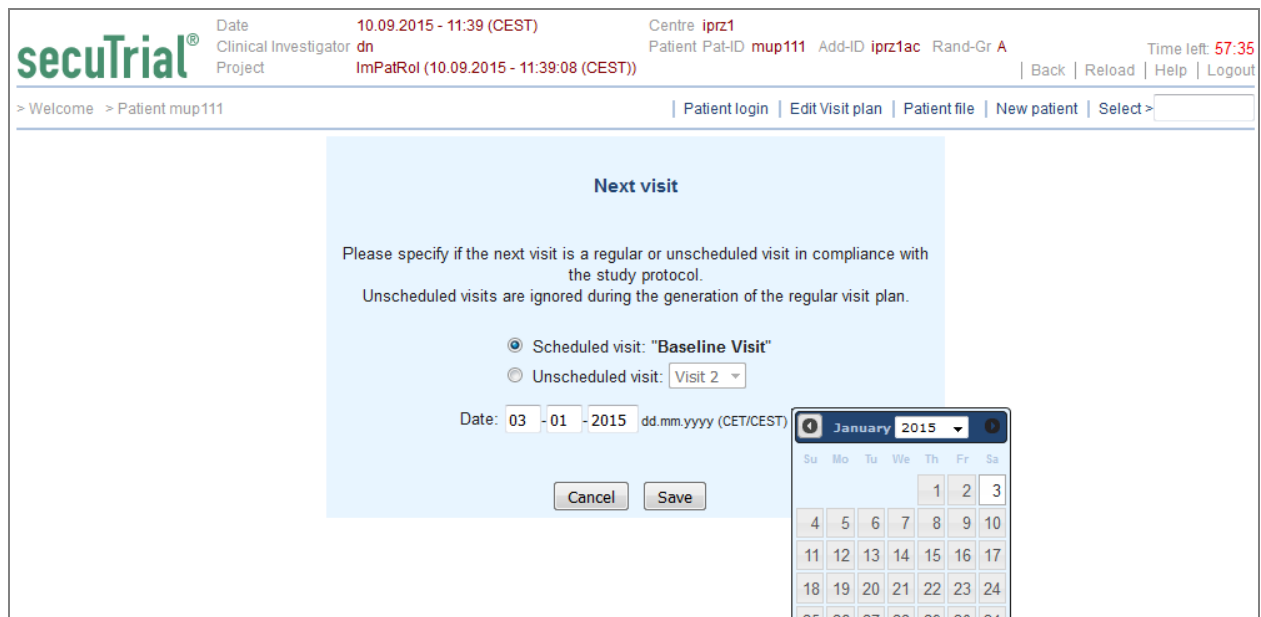 secuTrial®
Date 10.09.2015 - 11:39 (CEST)
Clinical Investigator dn
Project ImPatRol (10.09.2015 - 11:39:08 (CEST))
Centre iprz1
Patient Pat-ID mup111 Add-ID iprz1ac Rand-Gr A
Time left: 57:35
| Back | Reload | Help | Logout
> Welcome > Patient mup111
| Patient login | Edit Visit plan | Patient file | New patient | Select >
Next visit
Please specify if the next visit is a regular or unscheduled visit in compliance with
the study protocol.
Unscheduled visits are ignored during the generation of the regular visit plan.
Scheduled visit: "Baseline Visit"
Unscheduled visit: Visit 2
Date: 03 - 01 - 2015 dd.mm.yyyy (CET/CEST)
Cancel Save
January 2015
Su Mo Tu We Th Fr Sa
1 2 3
4 5 6 7 8 9 10
11 12 13 14 15 16 17
18 19 20 21 22 23 24